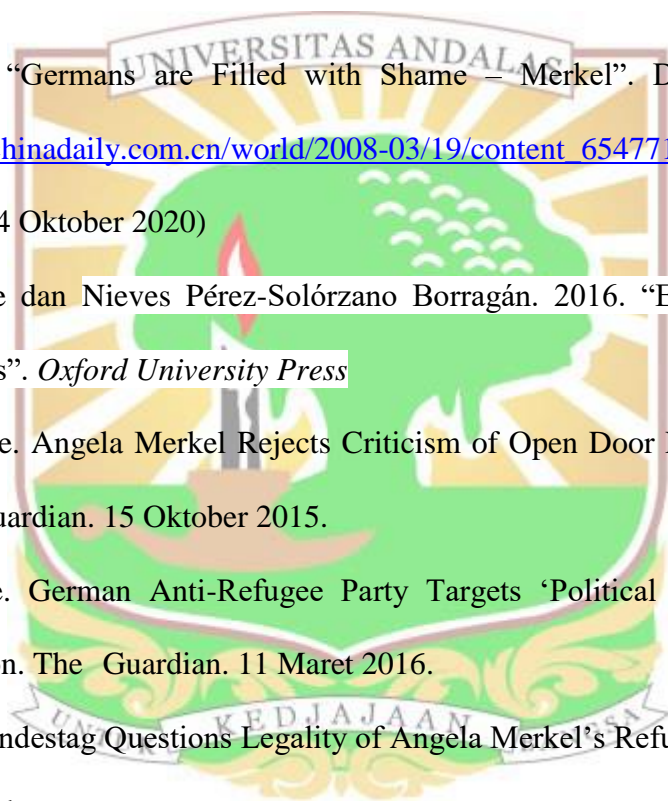 UNIVERSITAS ANDALAS
“Germans are Filled with Shame – Merkel”. D
hinadaily.com.cn/world/2008-03/19/content_654771
4 Oktober 2020)
e dan Nieves Pérez-Solórzano Borragán. 2016. “E
s”. Oxford University Press
e. Angela Merkel Rejects Criticism of Open Door
uardian. 15 Oktober 2015.
e. German Anti-Refugee Party Targets ‘Political
on. The Guardian. 11 Maret 2016.
ndestag Questions Legality of Angela Merkel’s Refu
UNTUK KEDJAJAAN BANGSA